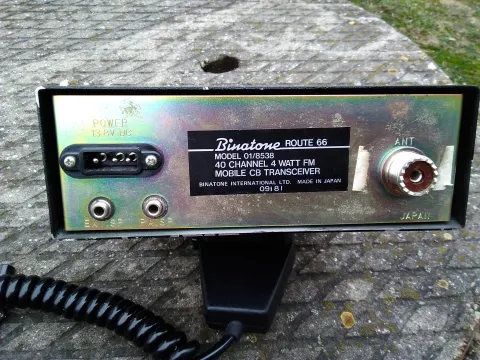 POWER
13.8V DC
Binatone ROUTE 66
MODEL 01/8538
40 CHANNEL 4 WATT FM
MOBILE CB TRANSCEIVER
BINATONE INTERNATIONAL LTD. MADE IN JAPAN
09181
ANT
JAPAN